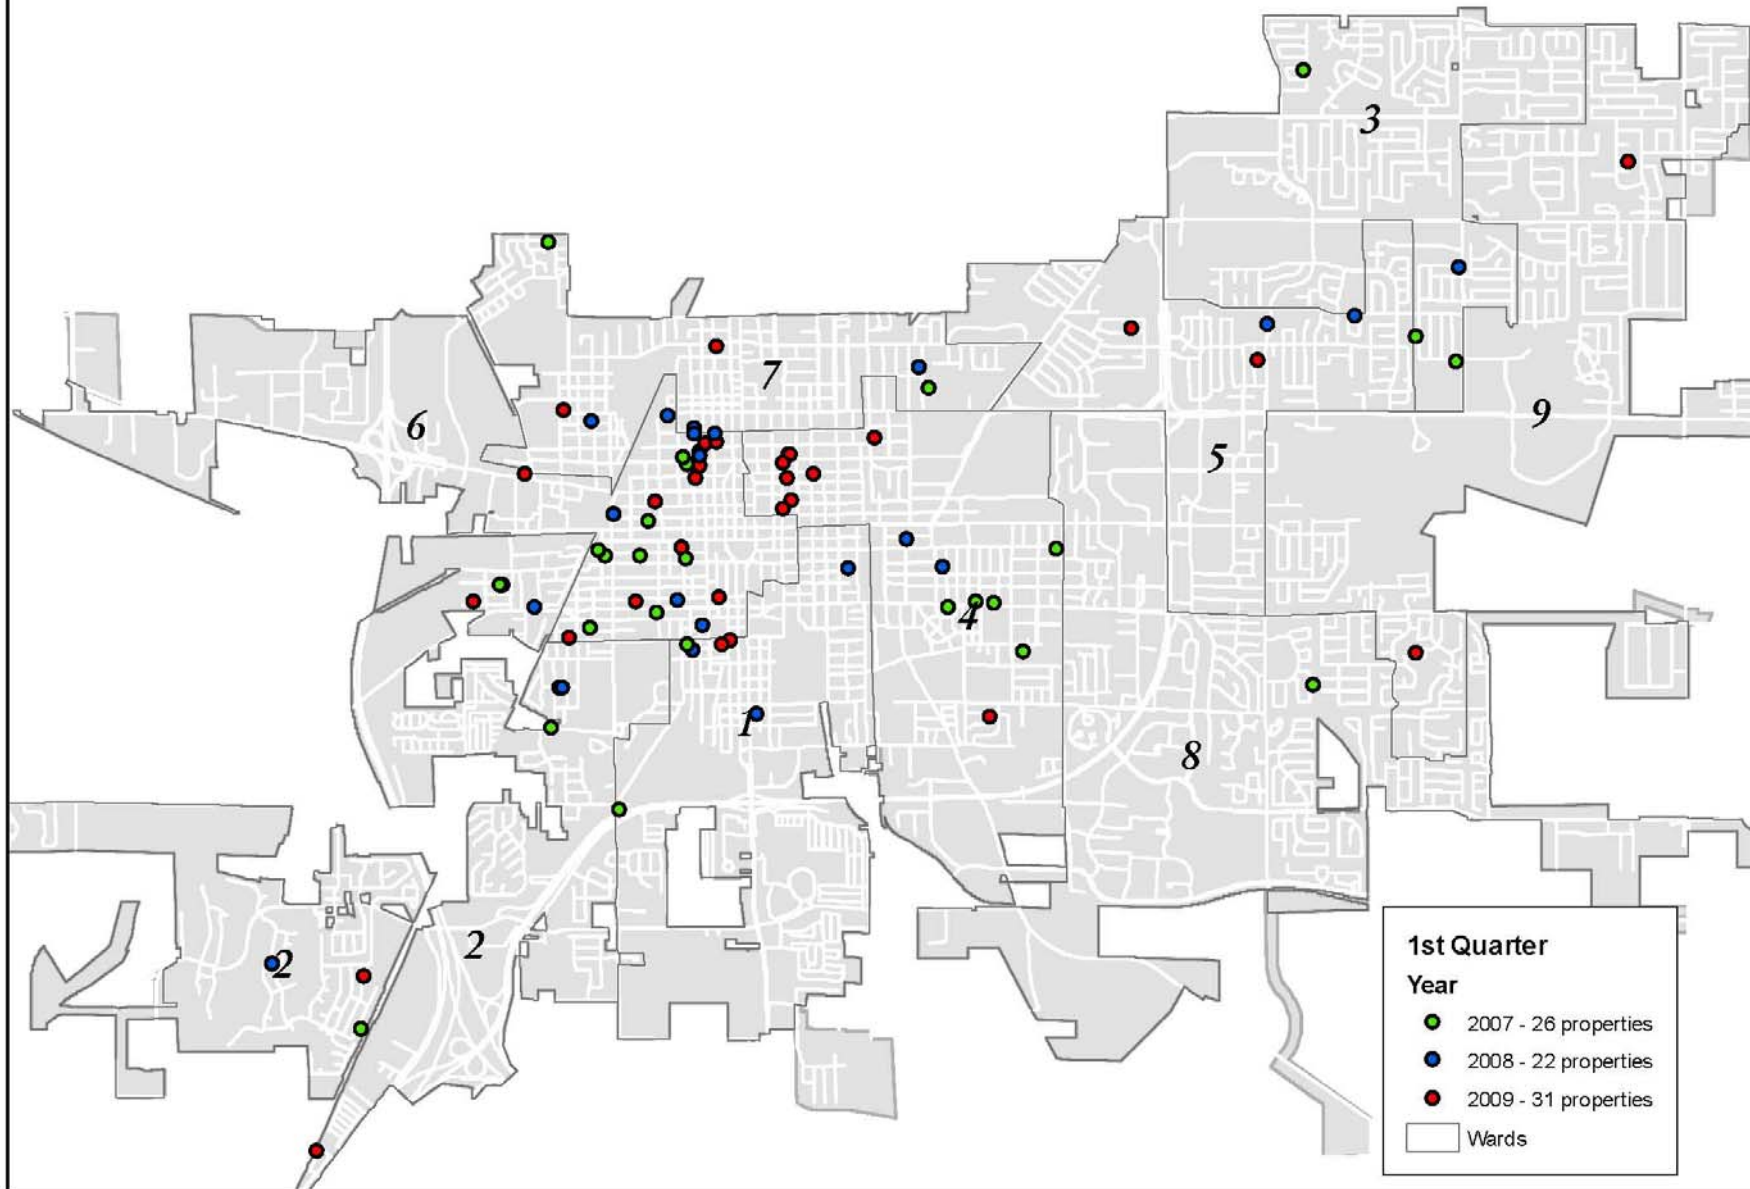 3
7
6
9
5
4
1
8
2
2
1st Quarter
Year
2007 - 26 properties
2008 - 22 properties
2009 - 31 properties
Wards